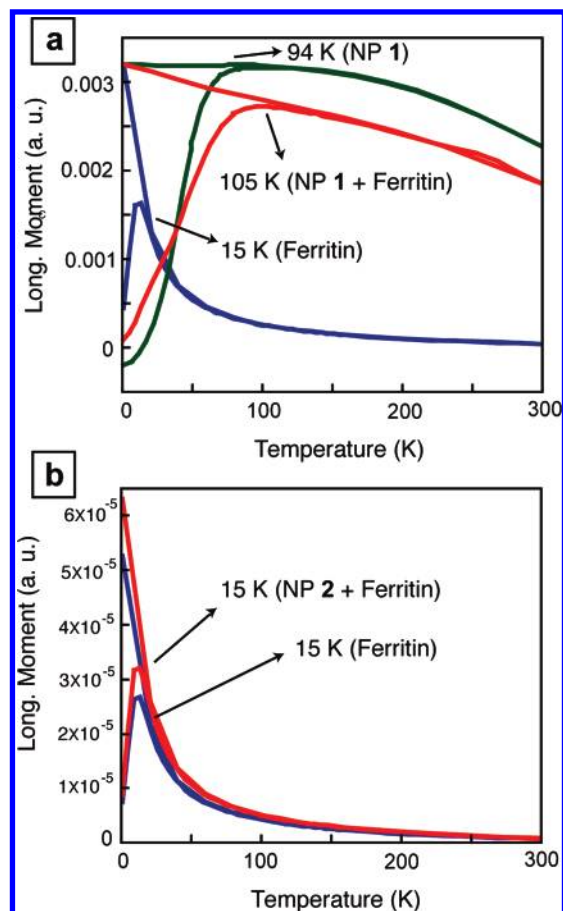 a
94 K (NP 1)
0.003
0.002
105 K (NP 1 + Ferritin)
15 K (Ferritin)
0.001
0
Long. Moment (a. u.)
0 100 200 300
Temperature (K)
b
6X10-5
5X10-5
15 K (NP 2 + Ferritin)
4X10-5
15 K (Ferritin)
3X10-5
2X10-5
1X10-5
0
Long. Moment (a. u.)
0 100 200 300
Temperature (K)